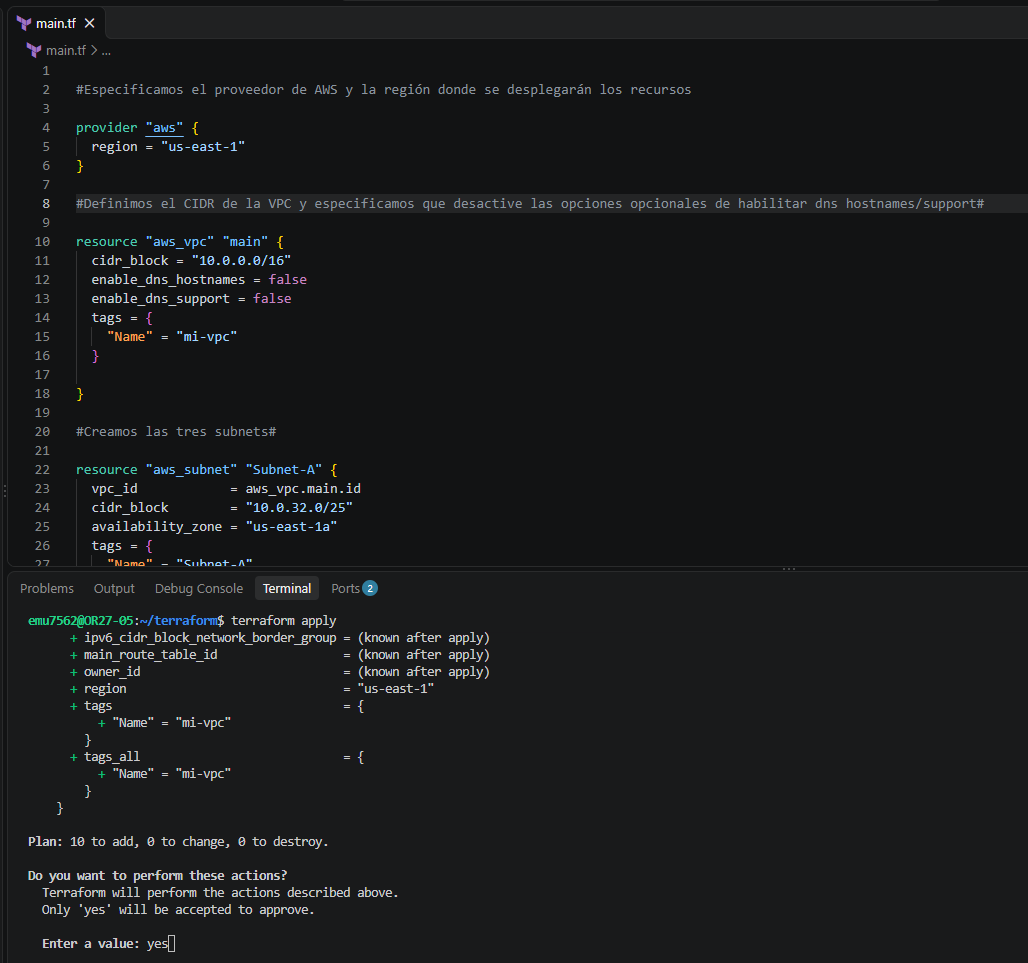 main.tf ×
main.tf > ...
1
2 #Especificamos el proveedor de AWS y la región donde se desplegarán los recursos
3
4 provider "aws" {
5 region = "us-east-1"
6 }
7
8 #Definimos el CIDR de la VPC y especificamos que desactive las opciones opcionales de habilitar dns hostnames/support#
9
10 resource "aws_vpc" "main" {
11 cidr_block = "10.0.0.0/16"
12 enable_dns_hostnames = false
13 enable_dns_support = false
14 tags = {
15 "Name" = "mi-vpc"
16 }
17
18 }
19
20 #Creamos las tres subnets#
21
22 resource "aws_subnet" "Subnet-A" {
23 vpc_id = aws_vpc.main.id
24 cidr_block = "10.0.32.0/25"
25 availability_zone = "us-east-1a"
26 tags = {
27 "Name" = "Subnet-A"
Problems Output Debug Console Terminal Ports 2
emu7562@OR27-05:~/terraform$ terraform apply
+ ipv6_cidr_block_network_border_group = (known after apply)
+ main_route_table_id = (known after apply)
+ owner_id = (known after apply)
+ region = "us-east-1"
+ tags = {
+ "Name" = "mi-vpc"
}
+ tags_all = {
+ "Name" = "mi-vpc"
}
}
Plan: 10 to add, 0 to change, 0 to destroy.
Do you want to perform these actions?
Terraform will perform the actions described above.
Only 'yes' will be accepted to approve.
Enter a value: yes